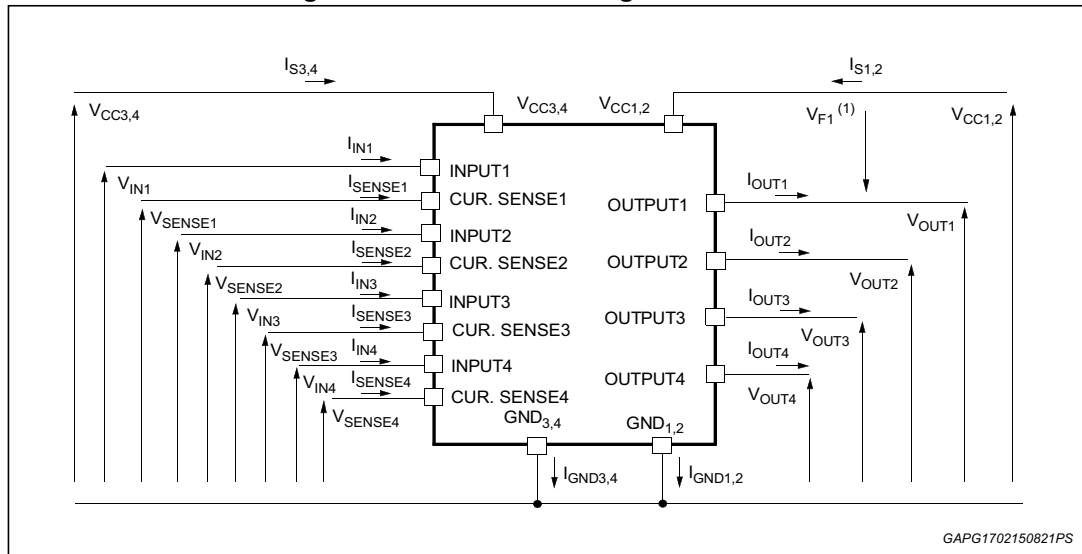 I_S3,4
I_S1,2
V_CC3,4
V_CC3,4
V_CC1,2
V_F1 (1)
V_CC1,2
I_IN1
INPUT1
V_IN1
I_SENSE1
CUR. SENSE1
OUTPUT1
I_OUT1
V_SENSE1
I_IN2
INPUT2
V_OUT1
V_IN2
I_SENSE2
CUR. SENSE2
OUTPUT2
I_OUT2
V_SENSE2
I_IN3
INPUT3
V_OUT2
V_IN3
I_SENSE3
CUR. SENSE3
OUTPUT3
I_OUT3
V_SENSE3
I_IN4
INPUT4
V_OUT3
V_IN4
I_SENSE4
CUR. SENSE4
OUTPUT4
I_OUT4
V_SENSE4
V_OUT4
GND_3,4
GND_1,2
I_GND3,4
I_GND1,2
GAPG1702150821PS